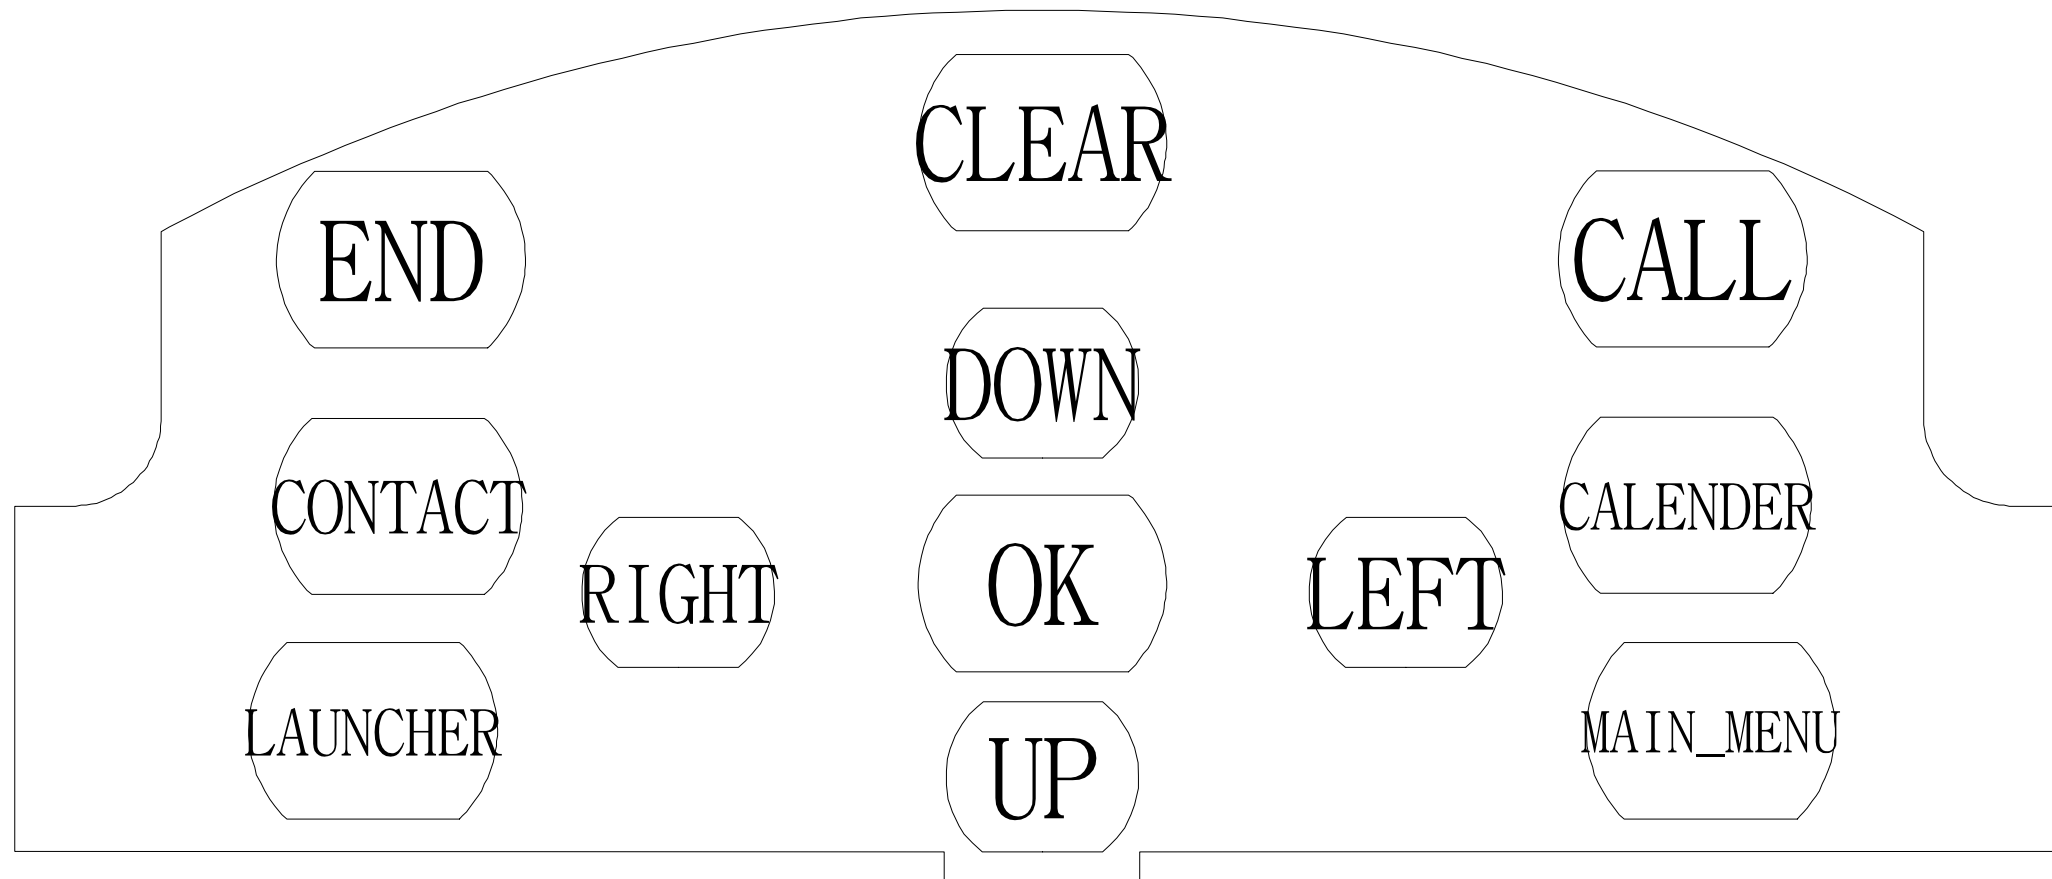 CLEAR
END
CALL
DOWN
CONTACT
CALENDER
RIGHT
OK
LEFT
LAUNCHER
MAIN_MENU
UP